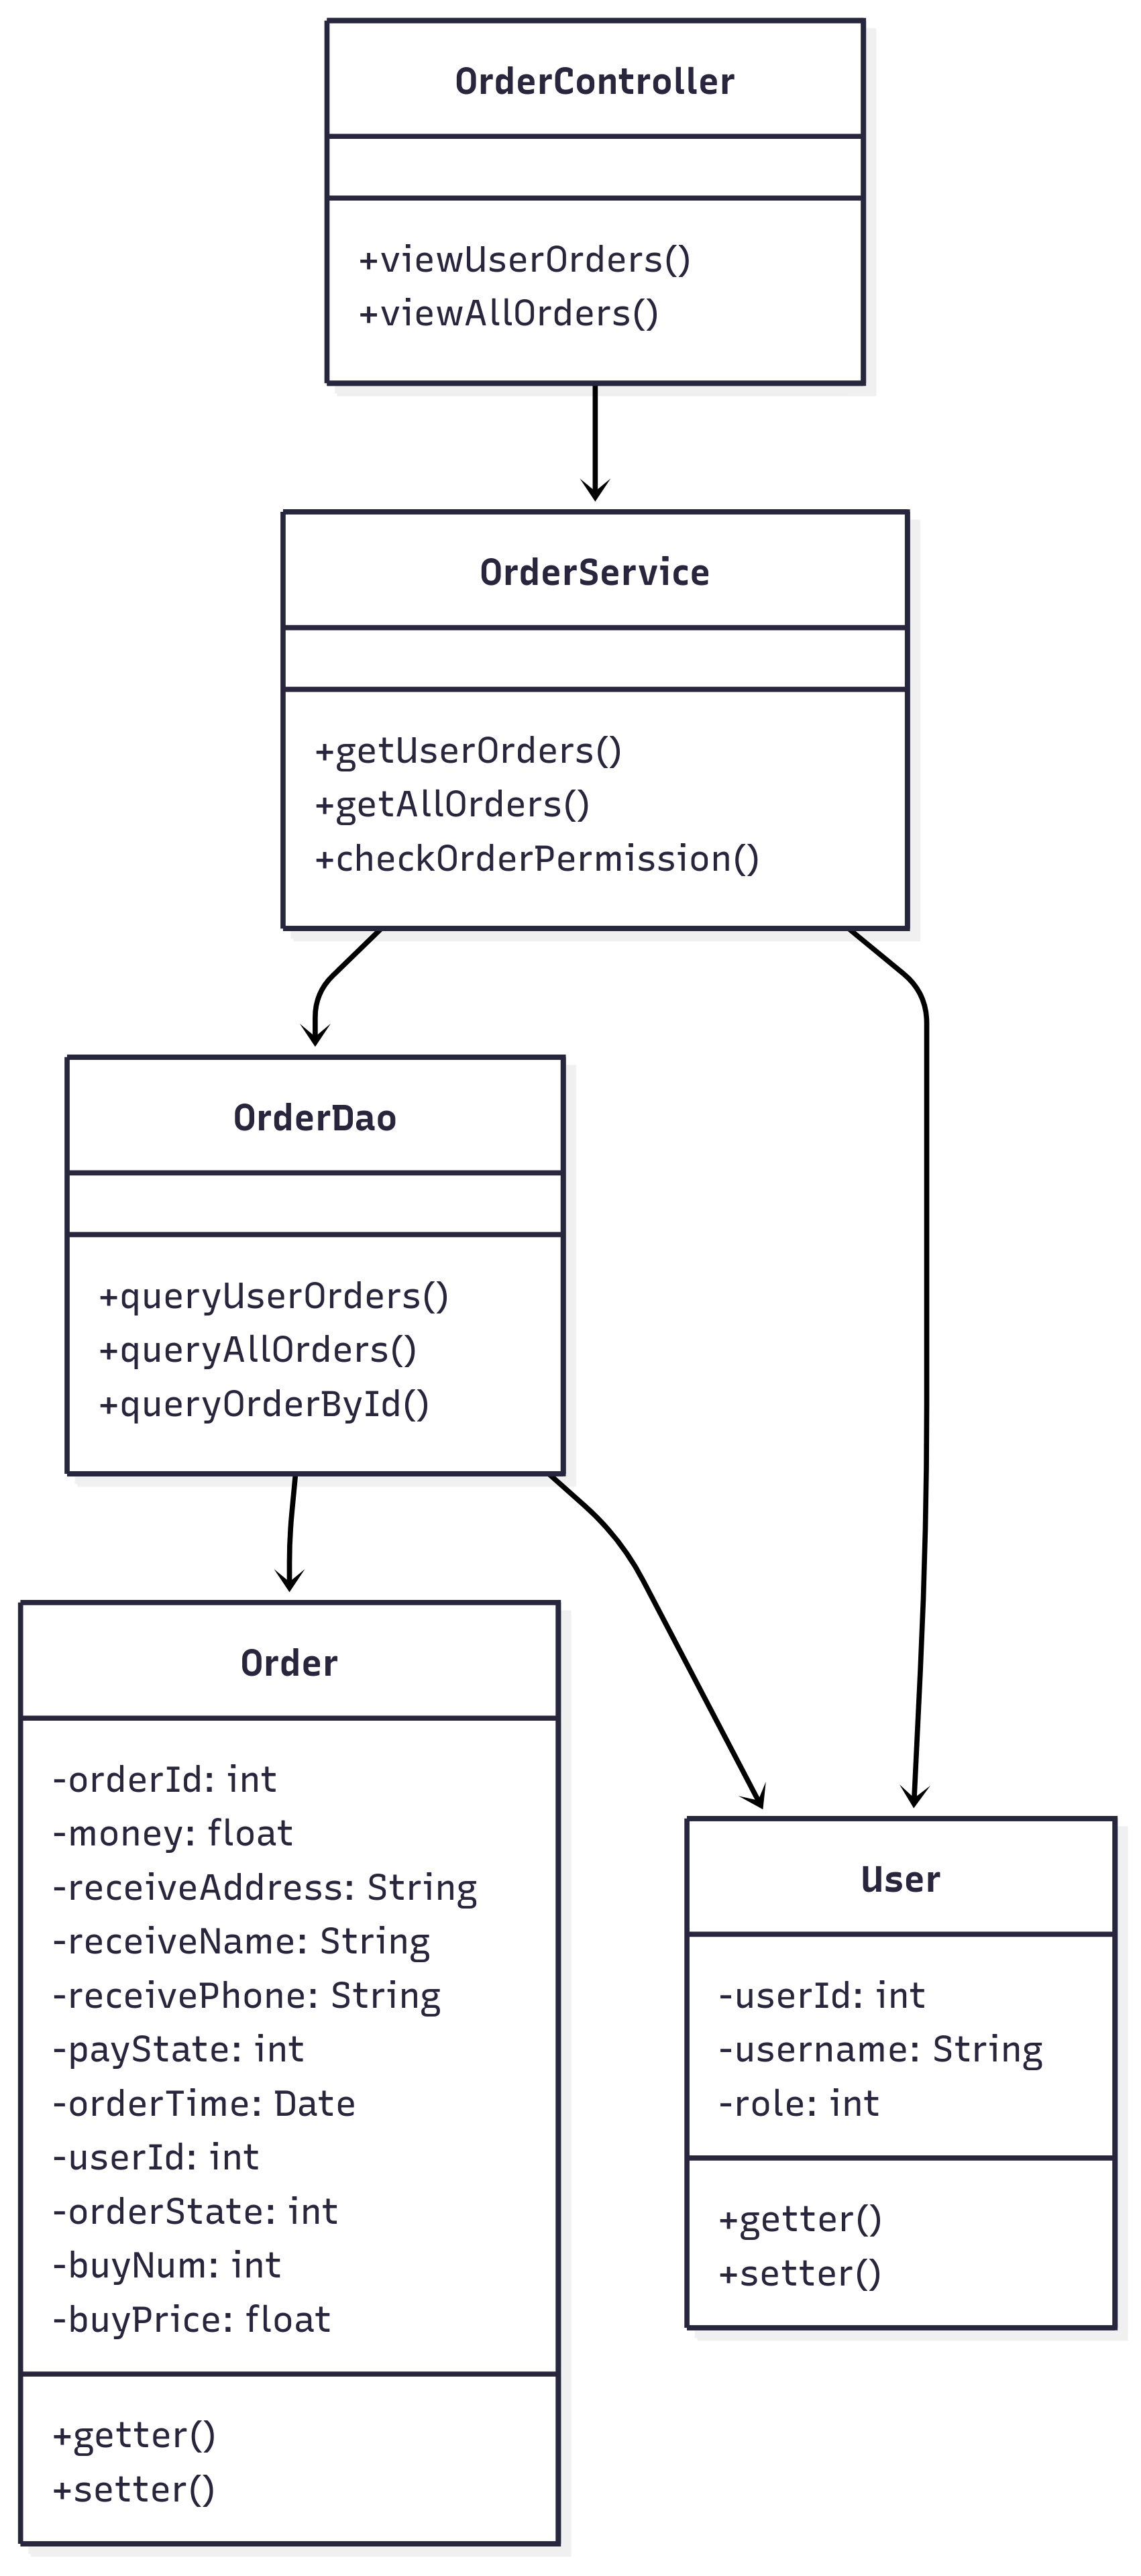 OrderController
+viewUserOrders()
+viewAllOrders()
OrderService
+getUserOrders()
+getAllOrders()
+checkOrderPermission()
OrderDao
+queryUserOrders()
+queryAllOrders()
+queryOrderById()
Order
-orderId: int
-money: float
-receiveAddress: String
-receiveName: String
-receivePhone: String
-payState: int
-orderTime: Date
-userId: int
-orderState: int
-buyNum: int
-buyPrice: float
+getter()
+setter()
User
-userId: int
-username: String
-role: int
+getter()
+setter()